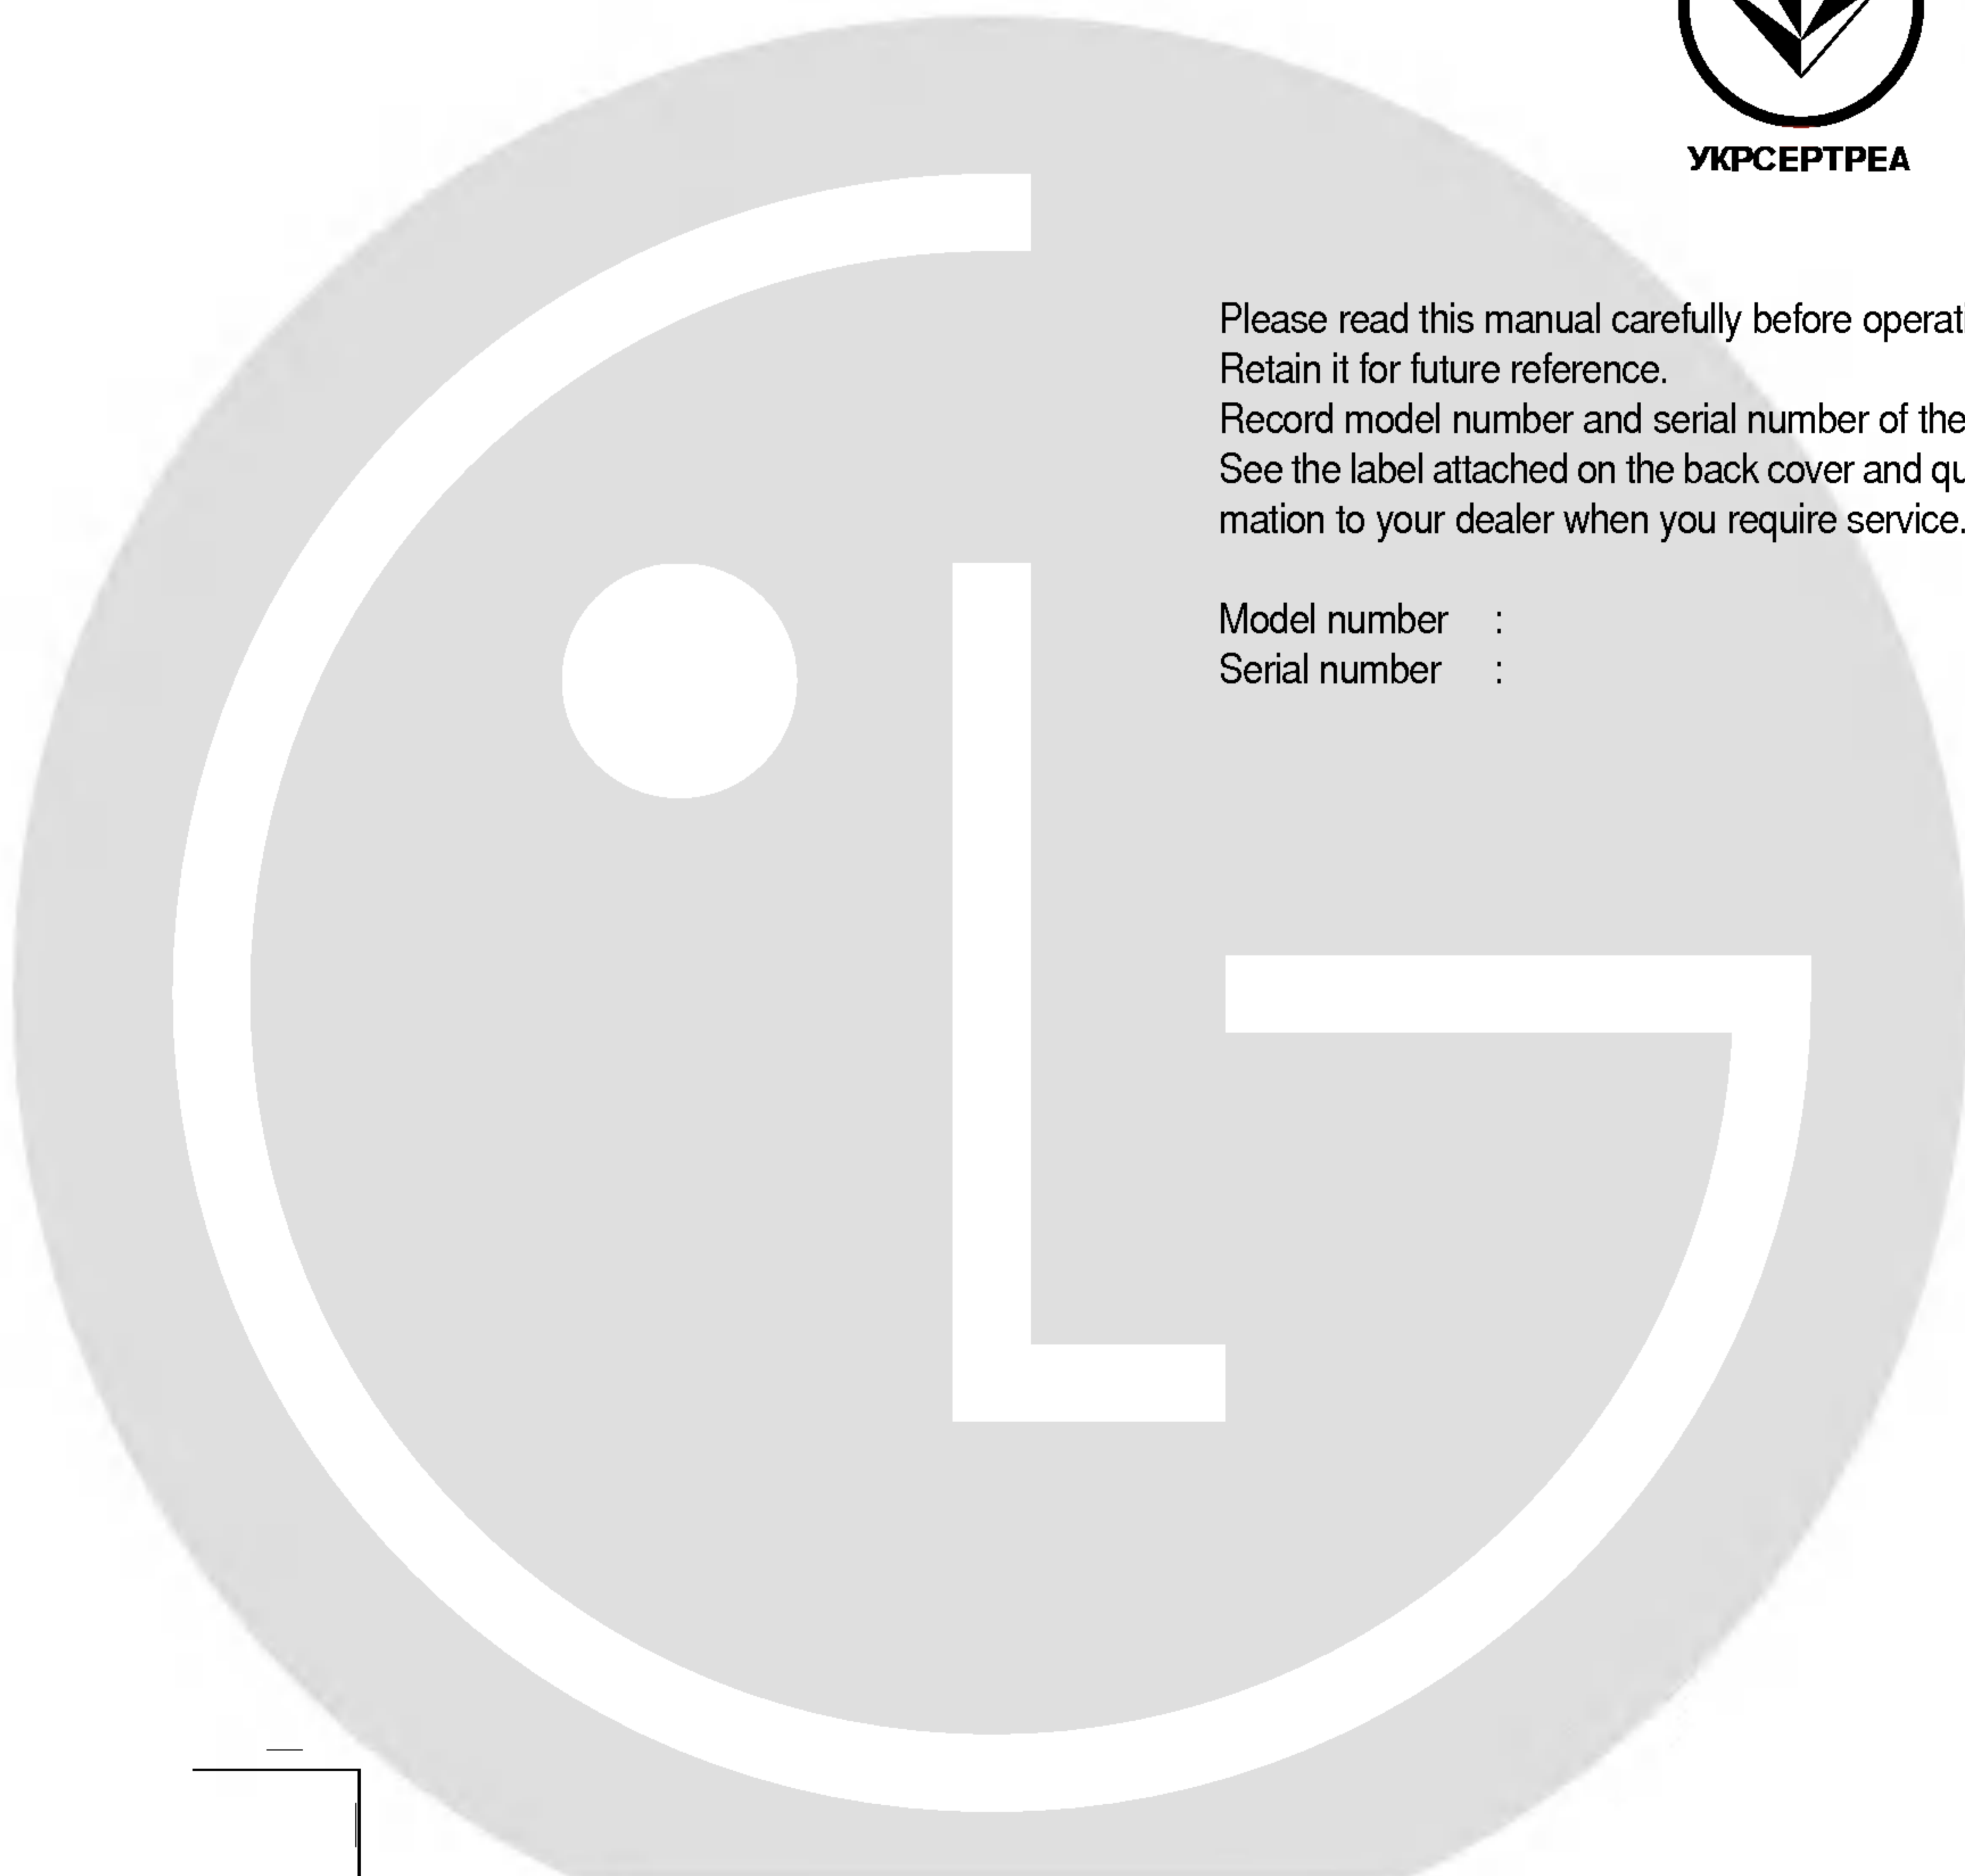 УКРСЕРТРЕА
Please read this manual carefully before
Retain it for future reference.
Record model number and serial number of the
See the label attached on the back cover and
mation to your dealer when you require service.
Model number :
Serial number :
LG